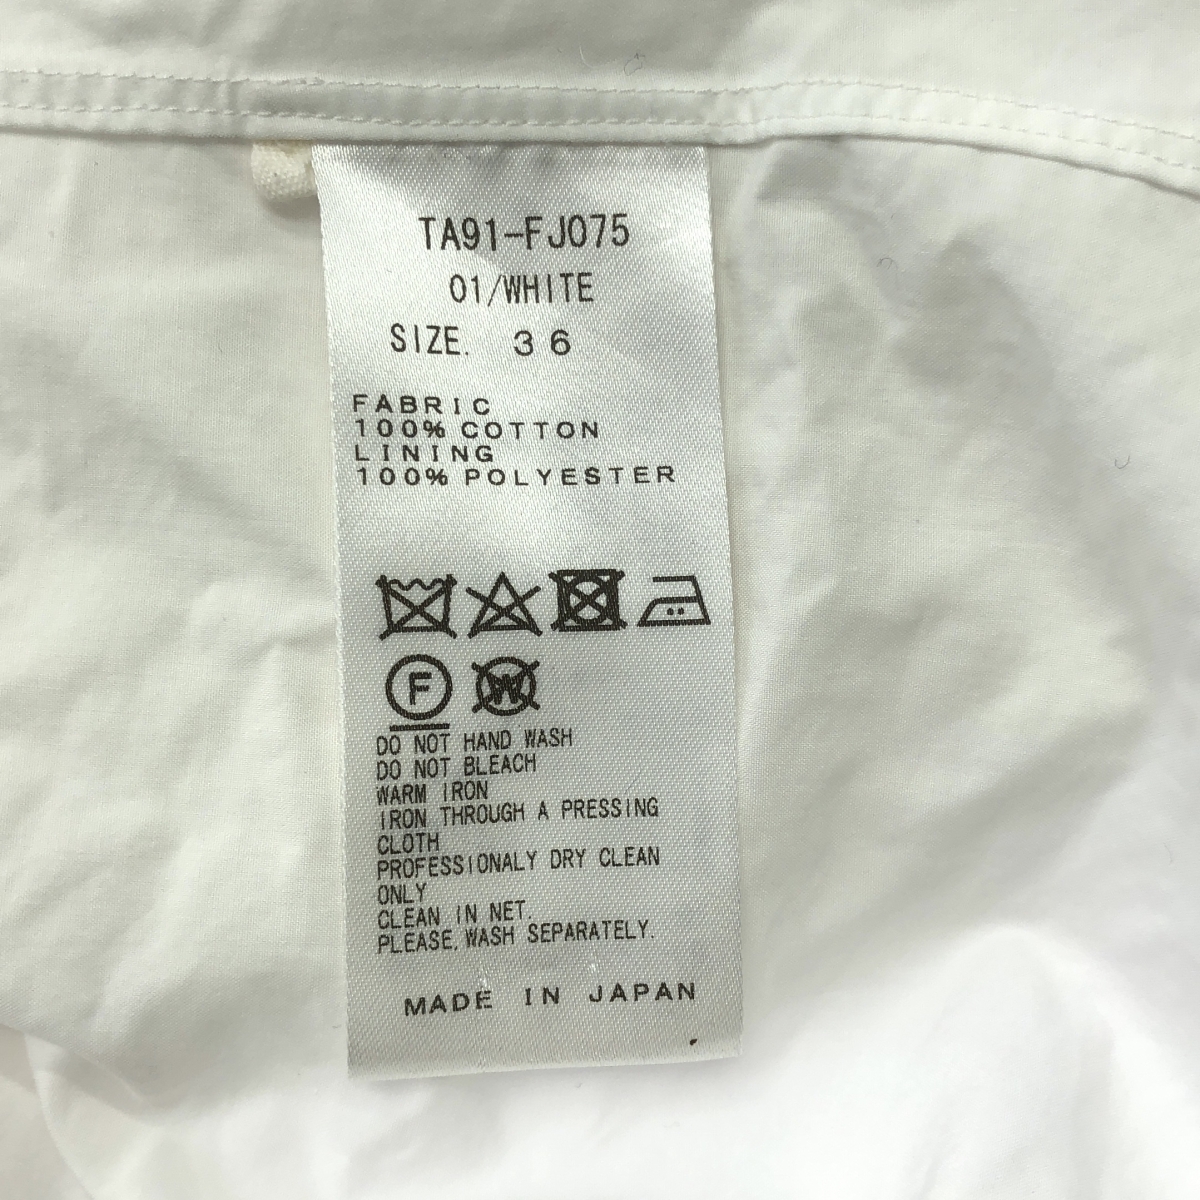 TA91-FJ075
01/WHITE
SIZE. 36
FABRIC
100% COTTON
LINING
100% POLYESTER
F W
DO NOT HAND WASH
DO NOT BLEACH
WARM IRON
IRON THROUGH A PRESSING
CLOTH
PROFESSIONALY DRY CLEAN
ONLY
CLEAN IN NET.
PLEASE.WASH SEPARATELY.
MADE IN JAPAN